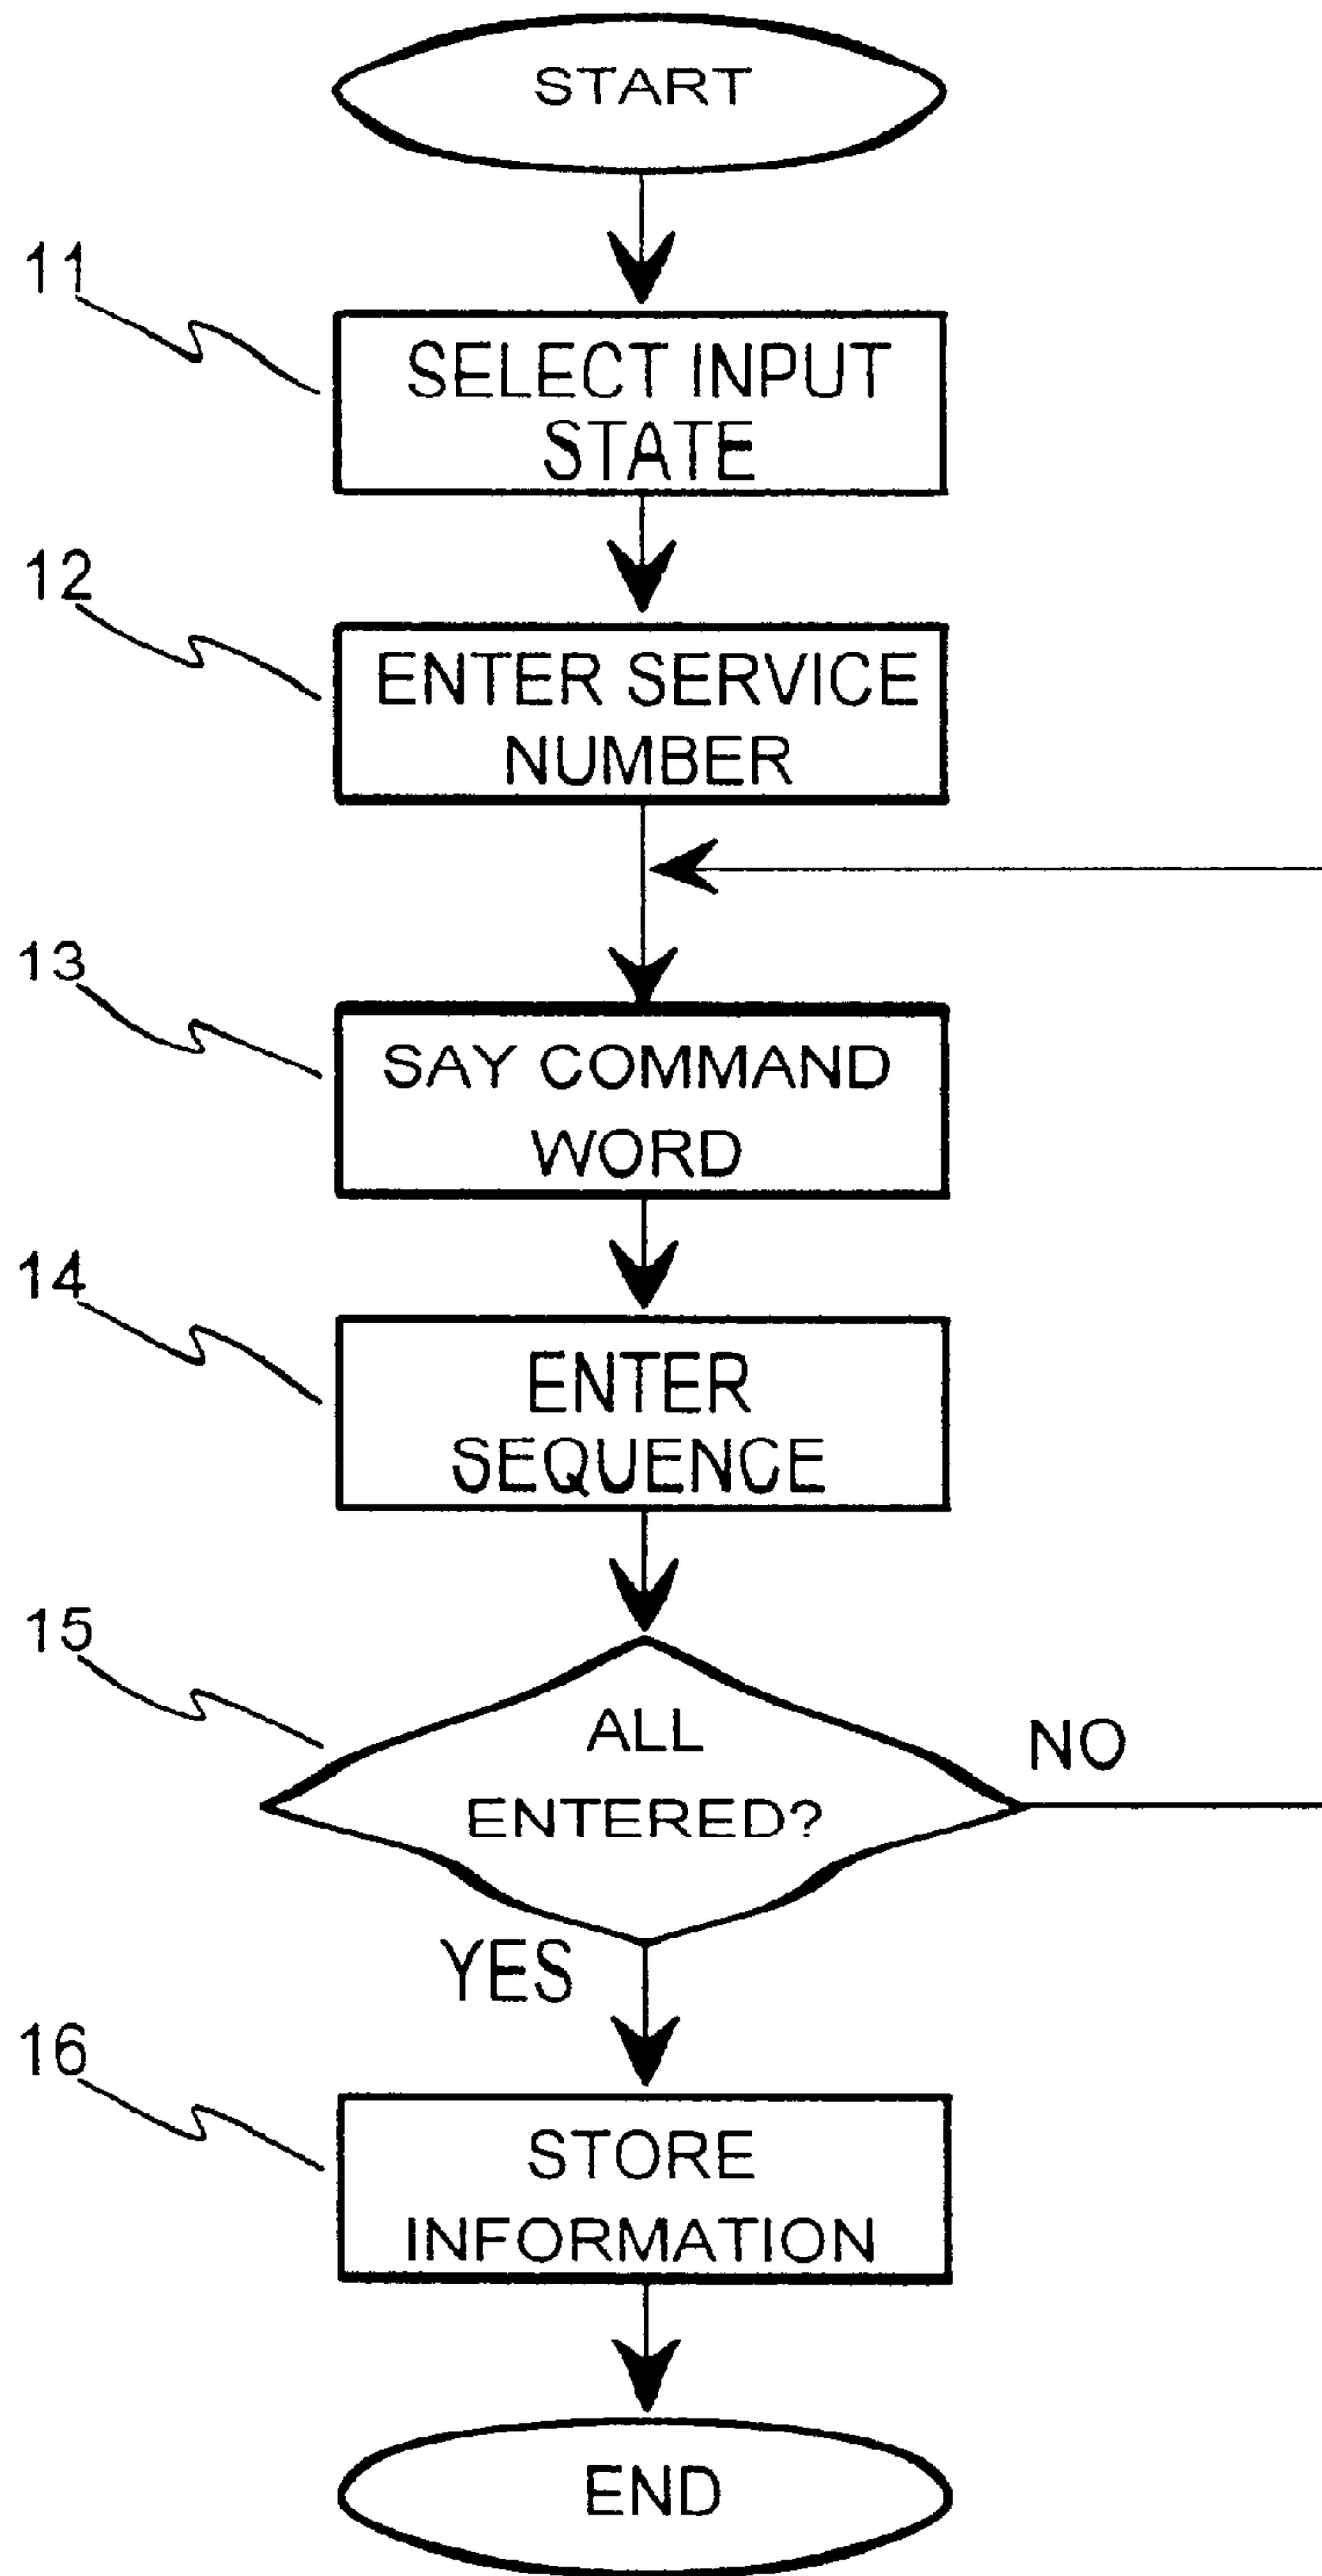 START
11
SELECT INPUT
STATE
12
ENTER SERVICE
NUMBER
13
SAY COMMAND
WORD
14
ENTER
SEQUENCE
15
ALL
ENTERED?
NO
YES
16
STORE
INFORMATION
END